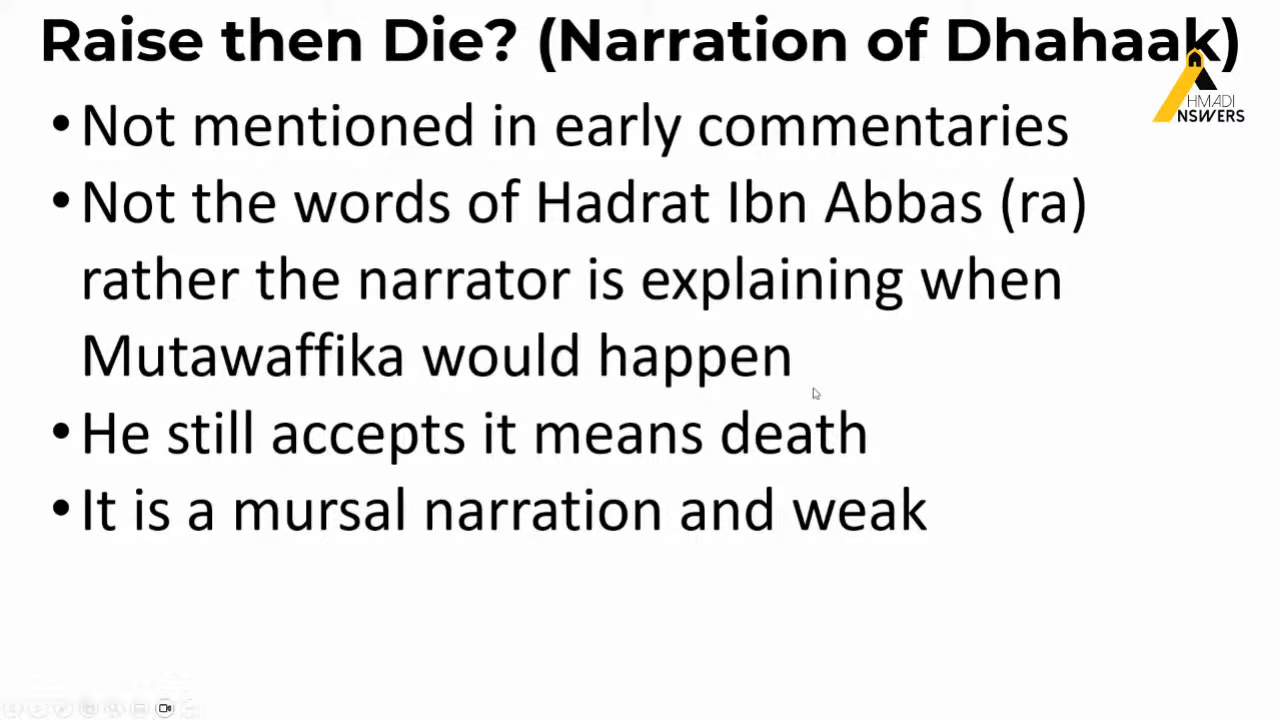 Raise then Die? (Narration of Dhahaak)
HMADI
NSWERS
• Not mentioned in early commentaries
• Not the words of Hadrat Ibn Abbas (ra)
rather the narrator is explaining when
Mutawaffika would happen
• He still accepts it means death
• It is a mursal narration and weak